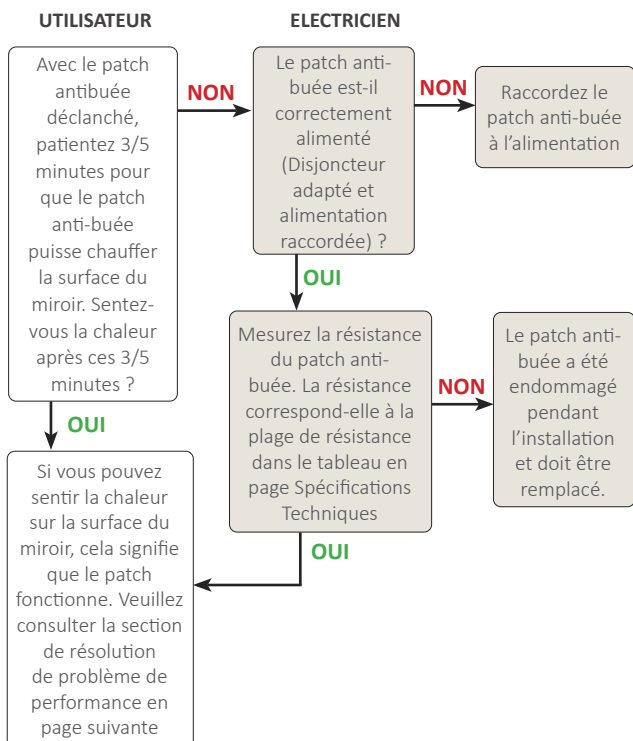 UTILISATEUR
Avec le patch
antibuée
déclanché,
patientez 3/5
minutes pour
que le patch
anti-buée
puisse chauffer
la surface du
miroir. Sentez-
vous la chaleur
après ces 3/5
minutes ?
NON
OUI
ELECTRICIEN
Le patch anti-
buée est-il
correctement
alimenté
(Disjoncteur
adapté et
alimentation
raccordée) ?
NON
Raccordez le
patch anti-buée
à l'alimentation
OUI
Mesurez la résistance
du patch anti-
buée. La résistance
correspond-elle à la
plage de résistance
dans le tableau en
page Spécifications
Techniques
NON
Le patch anti-
buée a été
endommagé
pendant
l'installation
et doit être
remplacé.
OUI
Si vous pouvez
sentir la chaleur
sur la surface du
miroir, cela signifie
que le patch
fonctionne. Veuillez
consulter la section
de résolution
de problème de
performance en
page suivante